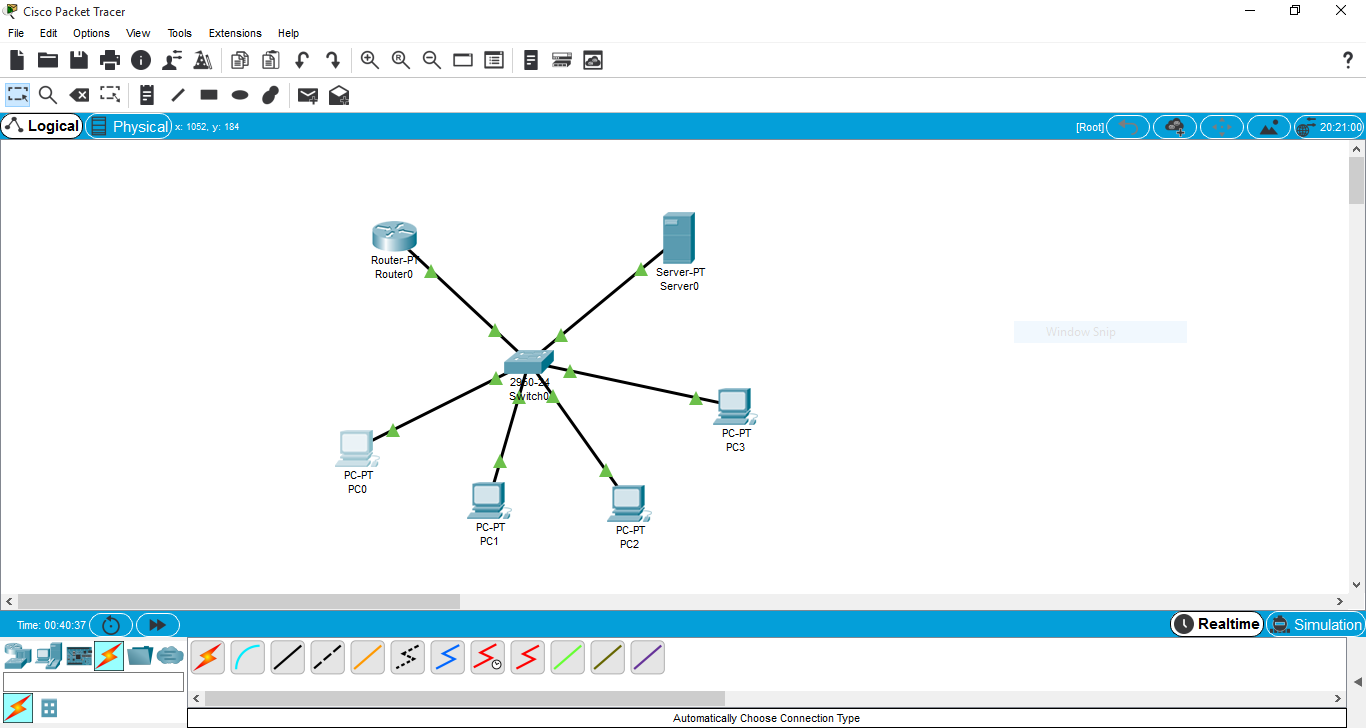 Cisco Packet Tracer
File Edit Options View Tools Extensions Help
R
?
Logical Physical x: 1052, y: 184 [Root] 20:21:00
Router-PT
Router0
Server-PT
Server0
Window Snip
2950-24
Switch0
PC-PT
PC3
PC-PT
PC0
PC-PT
PC1
PC-PT
PC2
Time: 00:40:37 Realtime Simulation
Automatically Choose Connection Type